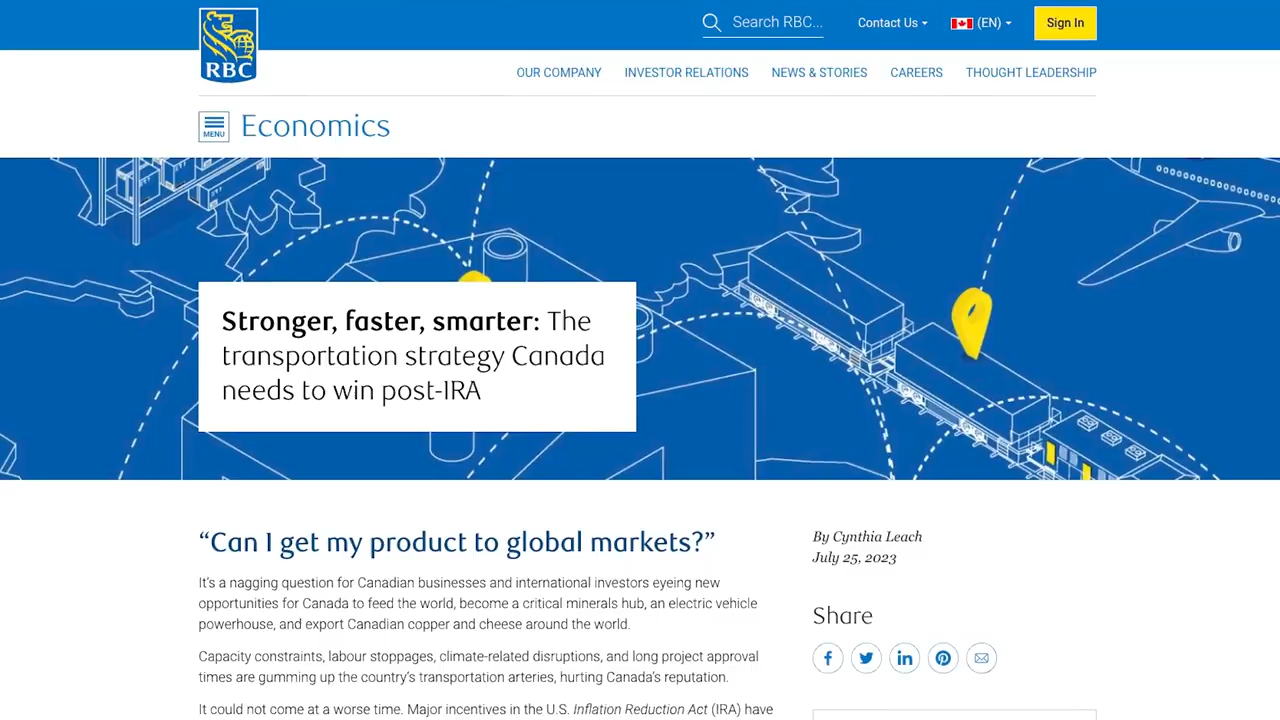 Search RBC...
Contact Us
(EN)
Sign In
RBC
OUR COMPANY
INVESTOR RELATIONS
NEWS & STORIES
CAREERS
THOUGHT LEADERSHIP
MENU
Economics
Stronger, faster, smarter: The
transportation strategy Canada
needs to win post-IRA
“Can I get my product to global markets?”
It’s a nagging question for Canadian businesses and international investors eyeing new
opportunities for Canada to feed the world, become a critical minerals hub, an electric vehicle
powerhouse, and export Canadian copper and cheese around the world.
Capacity constraints, labour stoppages, climate-related disruptions, and long project approval
times are gumming up the country’s transportation arteries, hurting Canada’s reputation.
It could not come at a worse time. Major incentives in the U.S. Inflation Reduction Act (IRA) have
By Cynthia Leach
July 25, 2023
Share